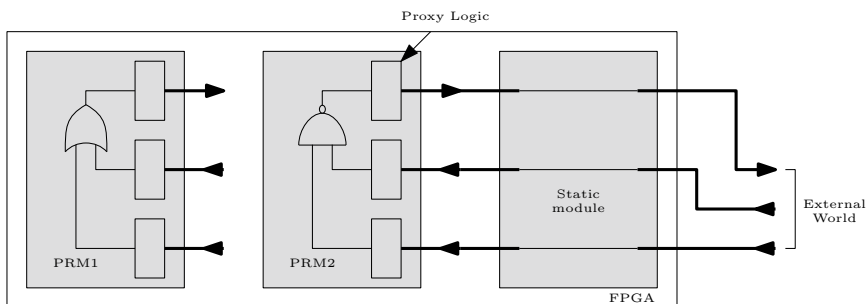 Proxy Logic
Static
module
External
World
PRM1
PRM2
FPGA